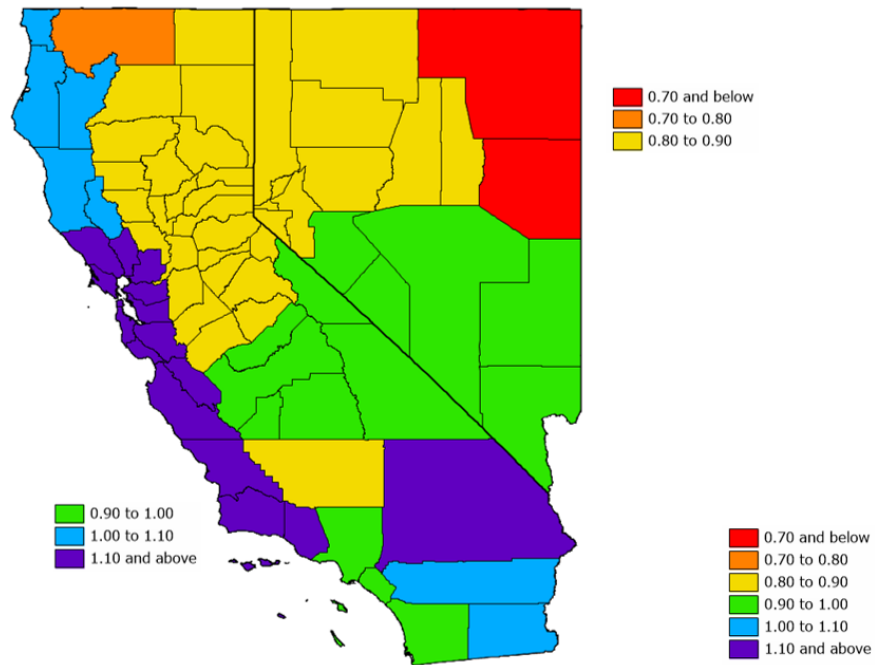 0.70 and below
0.70 to 0.80
0.80 to 0.90
0.90 to 1.00
1.00 to 1.10
1.10 and above
0.70 and below
0.70 to 0.80
0.80 to 0.90
0.90 to 1.00
1.00 to 1.10
1.10 and above